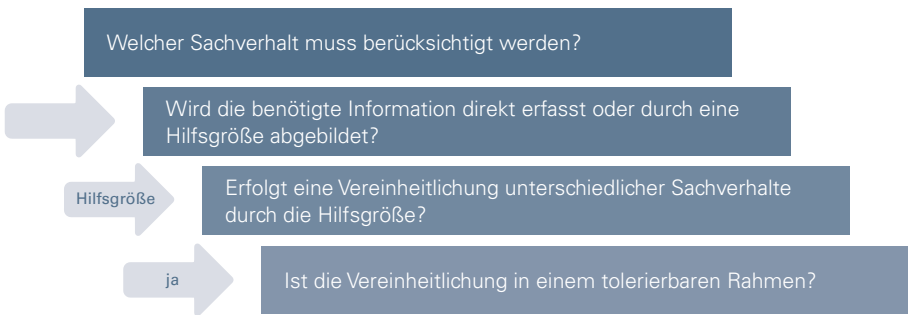 Welcher Sachverhalt muss berücksichtigt werden?
Wird die benötigte Information direkt erfasst oder durch eine
Hilfsgröße abgebildet?
Hilfsgröße
Erfolgt eine Vereinheitlichung unterschiedlicher Sachverhalte
durch die Hilfsgröße?
ja
Ist die Vereinheitlichung in einem tolerierbaren Rahmen?